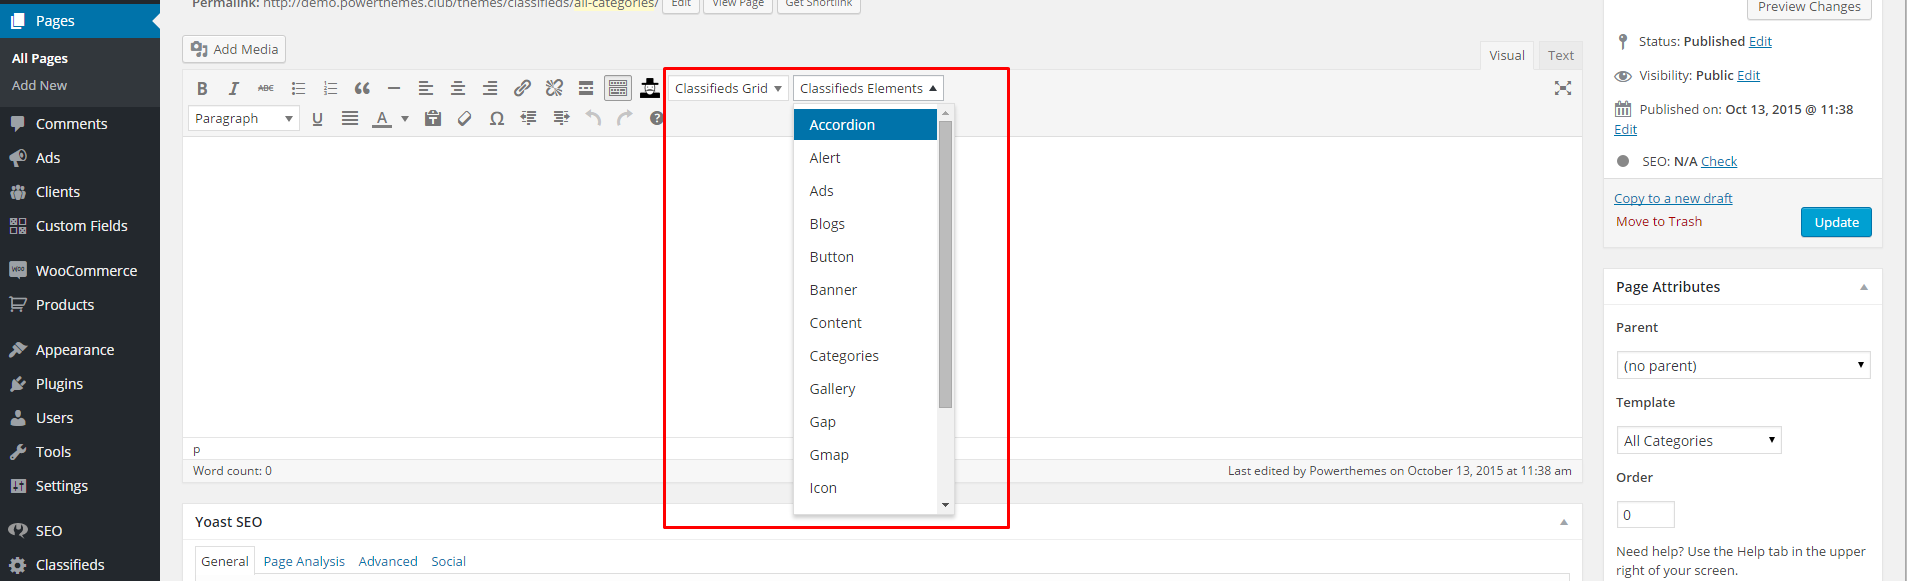 Pages
All Pages
Add New
Comments
Ads
Clients
Custom Fields
WooCommerce
Products
Appearance
Plugins
Users
Tools
Settings
SEO
Classifieds
Permalink: http://demo.powerthemes.club/themes/classifieds/all-categories/ Edit View Page Get Shortlink
Add Media
Visual Text
B I ABC Classifieds Grid Classifieds Elements
Paragraph U A Ω
Accordion
Alert
Ads
Blogs
Button
Banner
Content
Categories
Gallery
Gap
Gmap
Icon
p
Word count: 0 Last edited by Powerthemes on October 13, 2015 at 11:38 am
Yoast SEO
General Page Analysis Advanced Social
Preview Changes
Status: Published Edit
Visibility: Public Edit
Published on: Oct 13, 2015 @ 11:38
Edit
SEO: N/A Check
Copy to a new draft
Move to Trash Update
Page Attributes
Parent
(no parent)
Template
All Categories
Order
0
Need help? Use the Help tab in the upper
right of your screen.